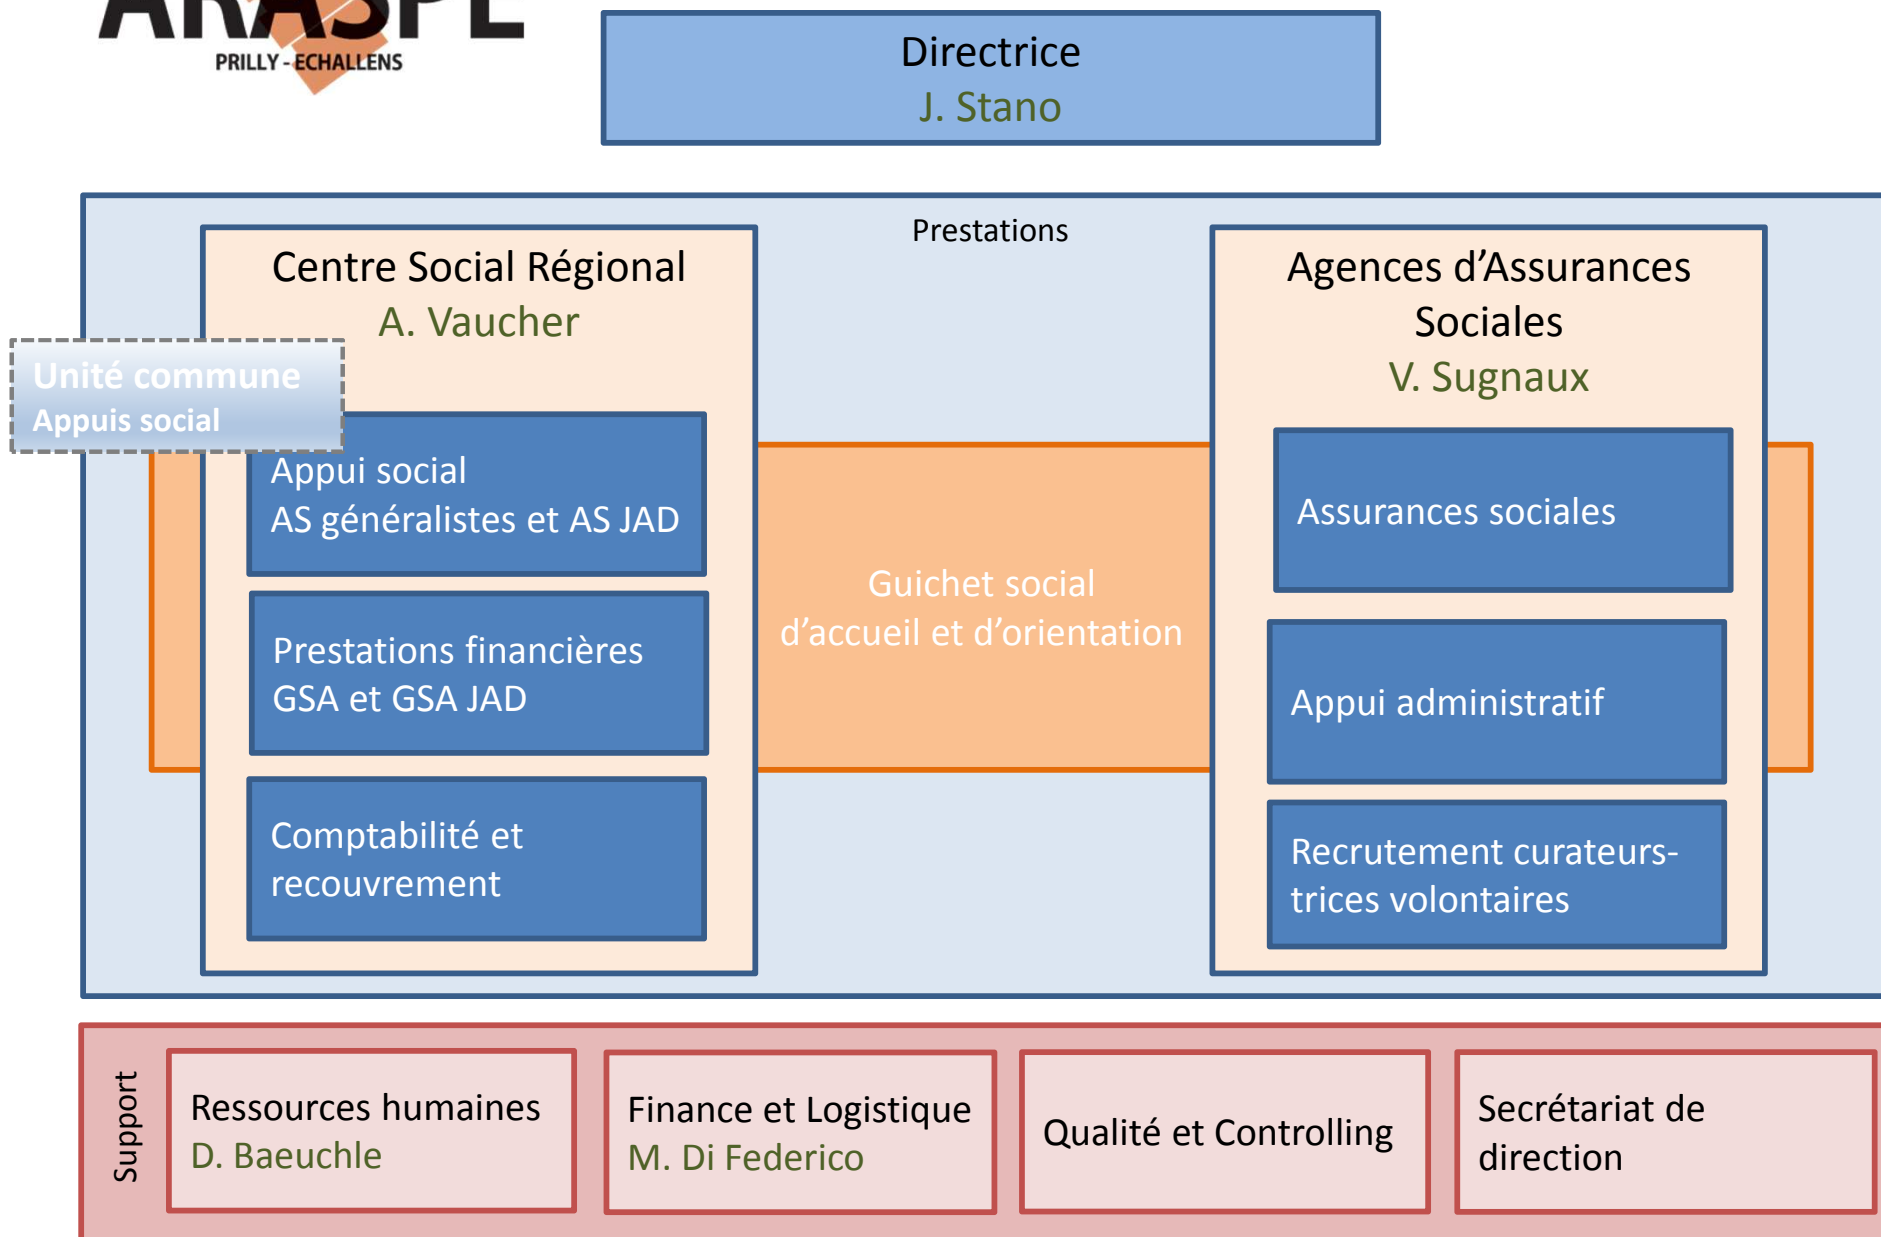 ARASPE
PRILLY - ECHALLENS
Directrice
J. Stano
Prestations
Centre Social Régional
A. Vaucher
Unité commune
Appuis social
Appui social
AS généralistes et AS JAD
Prestations financières
GSA et GSA JAD
Comptabilité et
recouvrement
Guichet social
d'accueil et d'orientation
Agences d'Assurances
Sociales
V. Sugnaux
Assurances sociales
Appui administratif
Recrutement curateurs-
trices volontaires
Support
Ressources humaines
D. Baeuchle
Finance et Logistique
M. Di Federico
Qualité et Controlling
Secrétariat de
direction